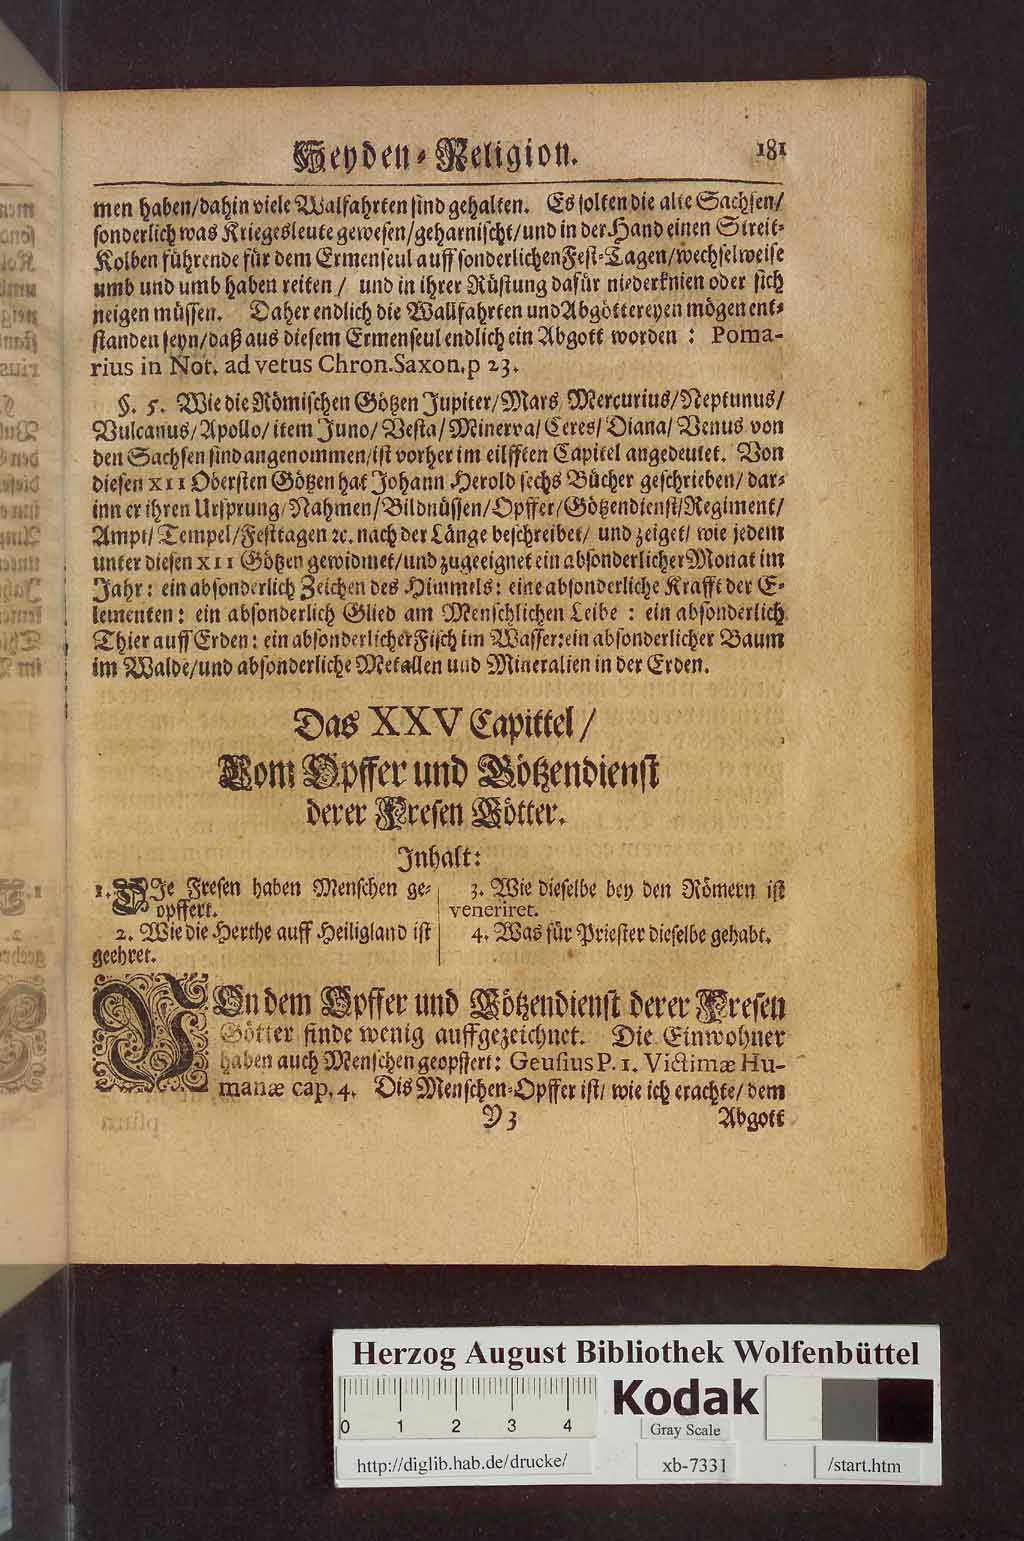 Heyden-Religion. 181
men haben/dahin viele Walfahrten sind gehalten. Es solten die alte Sachsen/
sonderlich was Kriegesleute gewesen/geharnischt/und in der Hand einen Streit-
Kolben führende für dem Ermenseul auff sonderlichen Fest-Tagen/wechselweise
umb und umb haben reiten / und in ihrer Rüstung dafür niederknien oder sich
neigen müssen. Daher endlich die Wallfahrten und Abgöttereyen mögen ent-
standen seyn/daß aus diesem Ermenseul endlich ein Abgott worden : Poma-
rius in Not. ad vetus Chron. Saxon. p 23.
§. 5. Wie die Römischen Götzen Jupiter/Mars/Mercurius/Neptunus/
Vulcanus/Apollo/item Juno/Vesta/Minerva/Ceres/Diana/Venus von
den Sachsen sind angenommen/ist vorher im eilfften Capitel angedeutet. Von
diesen XII Obersten Götzen hat Johann Herold sechs Bücher geschrieben/ dar-
inn er ihren Ursprung/Nahmen/Bildnüssen/Opffer/Götzendienst/Regiment/
Ampt/Tempel/Festtagen ꝛc. nach der Länge beschreibet/ und zeiget/ wie jedem
unter diesen XII Götzen gewidmet/und zugeeignet ein absonderlicher Monat im
Jahr: ein absonderlich Zeichen des Himmels: eine absonderliche Krafft der E-
lementen: ein absonderlich Glied am Menschlichen Leibe : ein absonderlich
Thier auff Erden: ein absonderlicher Fisch im Wasser: ein absonderlicher Baum
im Walde/und absonderliche Metallen und Mineralien in der Erden.
Das XXV Capittel/
Vom Opffer und Götzendienst
derer Fresen Götter.
Inhalt:
1. DIe Fresen haben Menschen ge-
opffert.
2. Wie die Herthe auff Heiligland ist
geehret.
3. Wie dieselbe bey den Römern ist
veneriret.
4. Was für Priester dieselbe gehabt.
VOn dem Opffer und Götzendienst derer Fresen
Götter finde wenig auffgezeichnet. Die Einwohner
haben auch Menschen geopffert: Geusius P. 1. Victimæ Hu-
manæ cap. 4. Dis Menschen-Opffer ist/ wie ich erachte/ dem
Y 3 Abgott
Herzog August Bibliothek Wolfenbüttel
0 1 2 3 4
Kodak
Gray Scale
http://diglib.hab.de/drucke/ xb-7331 /start.htm